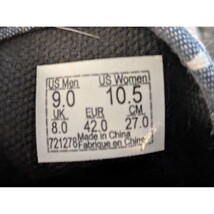 US Men US Women
9.0 10.5
UK. EUR CM.
8.0 42.0 27.0
721278 Made in China
Fabrique en Chine